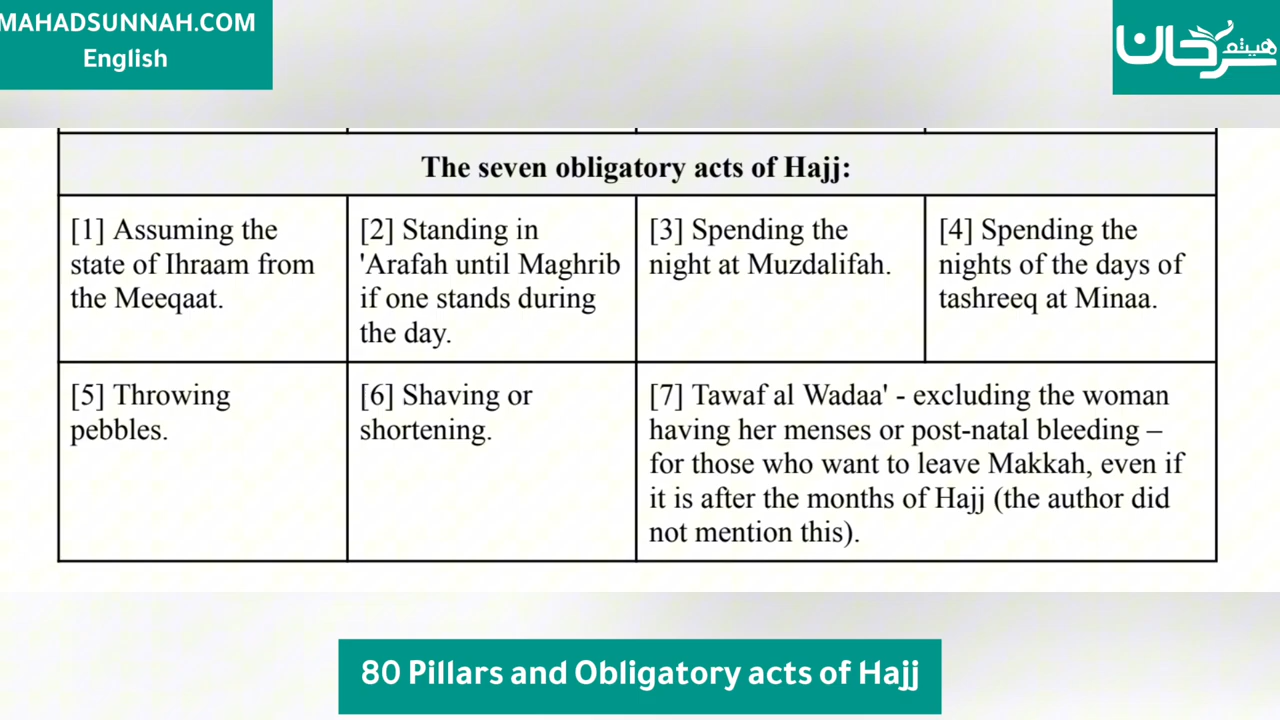 MAHADSUNNAH.COM
English
هيثم
سرحان
The seven obligatory acts of Hajj:
[1] Assuming the
state of Ihraam from
the Meeqaat.
[2] Standing in
'Arafah until Maghrib
if one stands during
the day.
[3] Spending the
night at Muzdalifah.
[4] Spending the
nights of the days of
tashreeq at Minaa.
[5] Throwing
pebbles.
[6] Shaving or
shortening.
[7] Tawaf al Wadaa' - excluding the woman
having her menses or post-natal bleeding –
for those who want to leave Makkah, even if
it is after the months of Hajj (the author did
not mention this).
80 Pillars and Obligatory acts of Hajj